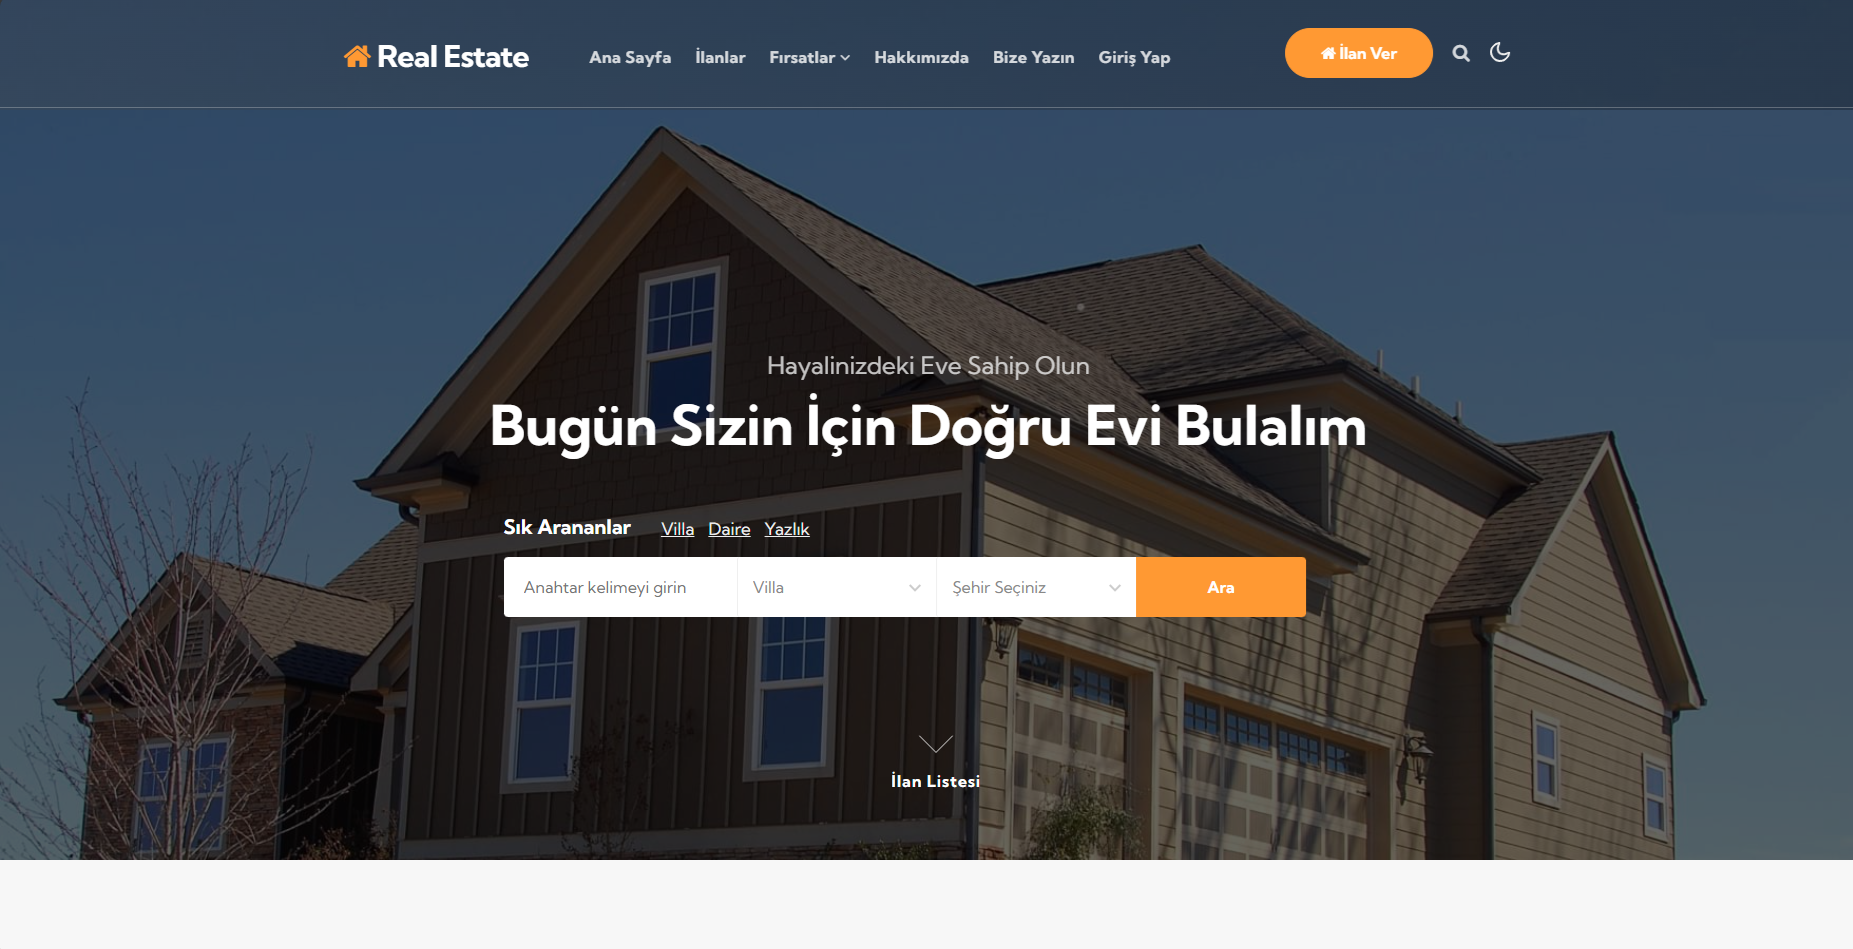 Real Estate
Ana Sayfa İlanlar Fırsatlar Hakkımızda Bize Yazın Giriş Yap
İlan Ver
Hayalinizdeki Eve Sahip Olun
Bugün Sizin İçin Doğru Evi Bulalım
Sık Arananlar Villa Daire Yazlık
Anahtar kelimeyi girin Villa Şehir Seçiniz Ara
İlan Listesi